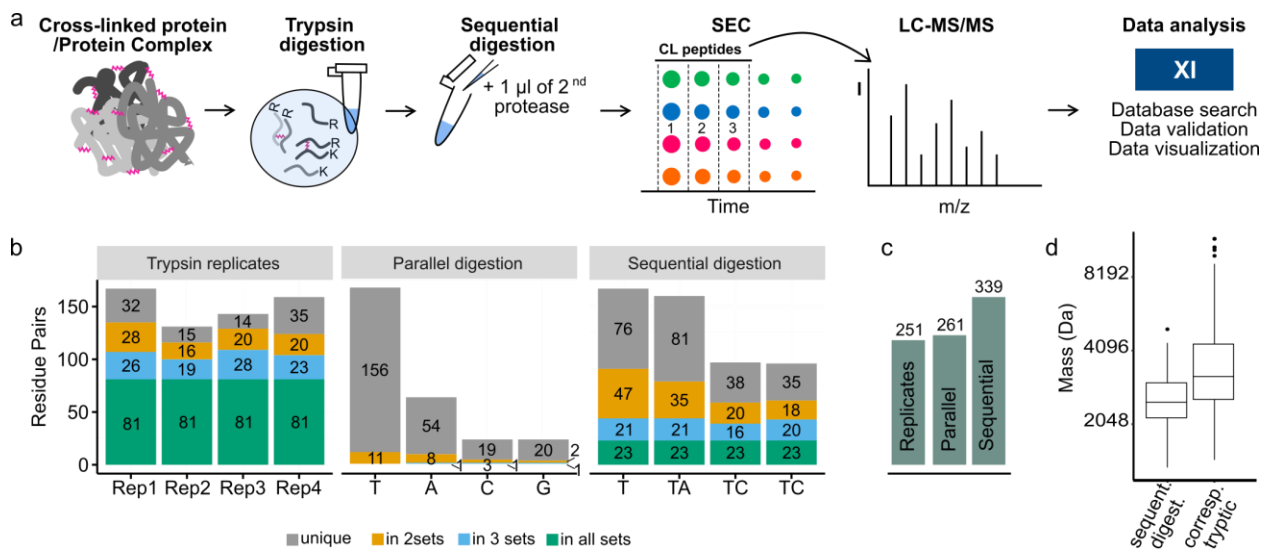 a
Cross-linked protein
/Protein Complex
Trypsin
digestion
R
R
R
R
K
K
Sequential
digestion
+ 1 µl of 2nd
protease
SEC
CL peptides
1 2 3
Time
LC-MS/MS
I
m/z
Data analysis
XI
Database search
Data validation
Data visualization
b
Residue Pairs
150
100
50
0
Trypsin replicates
32 15 14 35
28 16 20 20
26 19 28 23
81 81 81 81
Rep1 Rep2 Rep3 Rep4
Parallel digestion
156 54 19 20 2
11 8 3 1
T A C G
Sequential digestion
76 81 38 35
47 35 20 18
21 21 16 20
23 23 23 23
T TA TC TC
unique in 2sets in 3 sets in all sets
c
251 261 339
Replicates
Parallel
Sequential
d
Mass (Da)
8192
4096
2048
sequent.
digest.
corresp.
tryptic